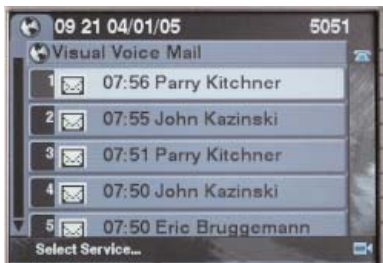 09 21 04/01/05 5051
Visual Voice Mail
1 07:56 Parry Kitchner
2 07:55 John Kazinski
3 07:51 Parry Kitchner
4 07:50 John Kazinski
5 07:50 Eric Bruggemann
Select Service...